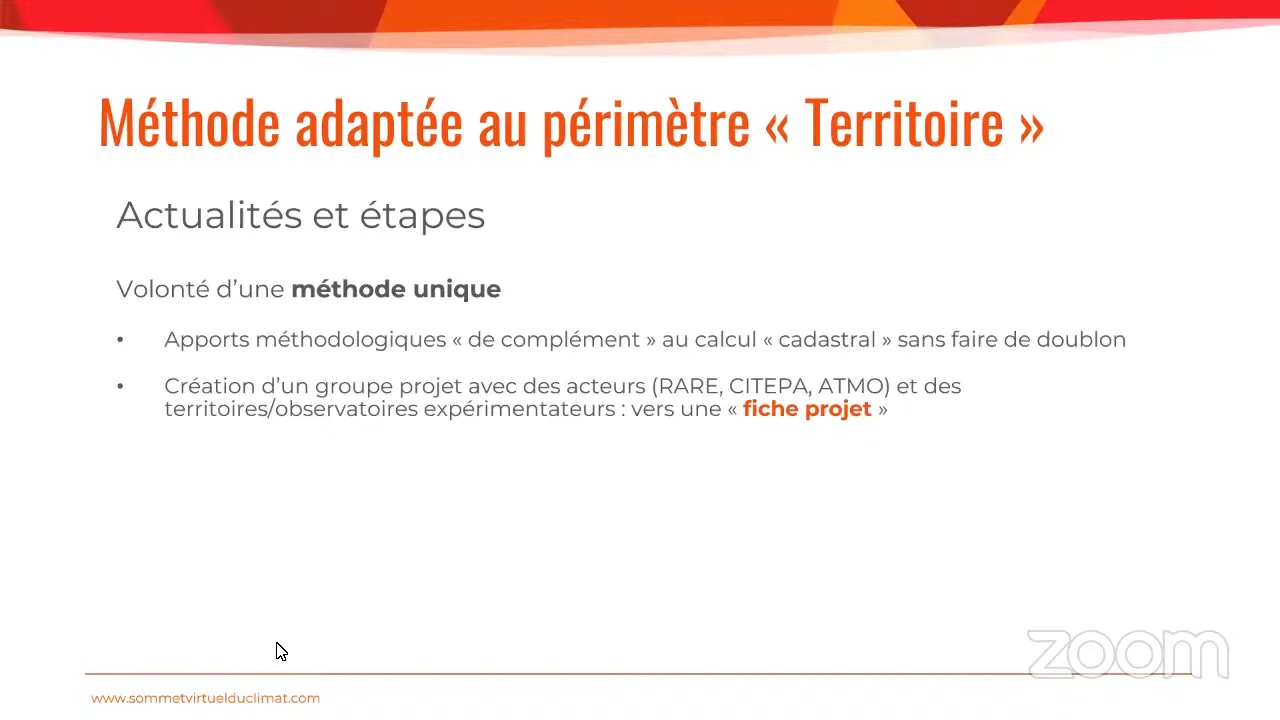 Méthode adaptée au périmètre « Territoire »
Actualités et étapes
Volonté d’une méthode unique
• Apports méthodologiques « de complément » au calcul « cadastral » sans faire de doublon
• Création d’un groupe projet avec des acteurs (RARE, CITEPA, ATMO) et des
territoires/observatoires expérimentateurs : vers une « fiche projet »
zoom
www.sommetvirtuelduclimat.com